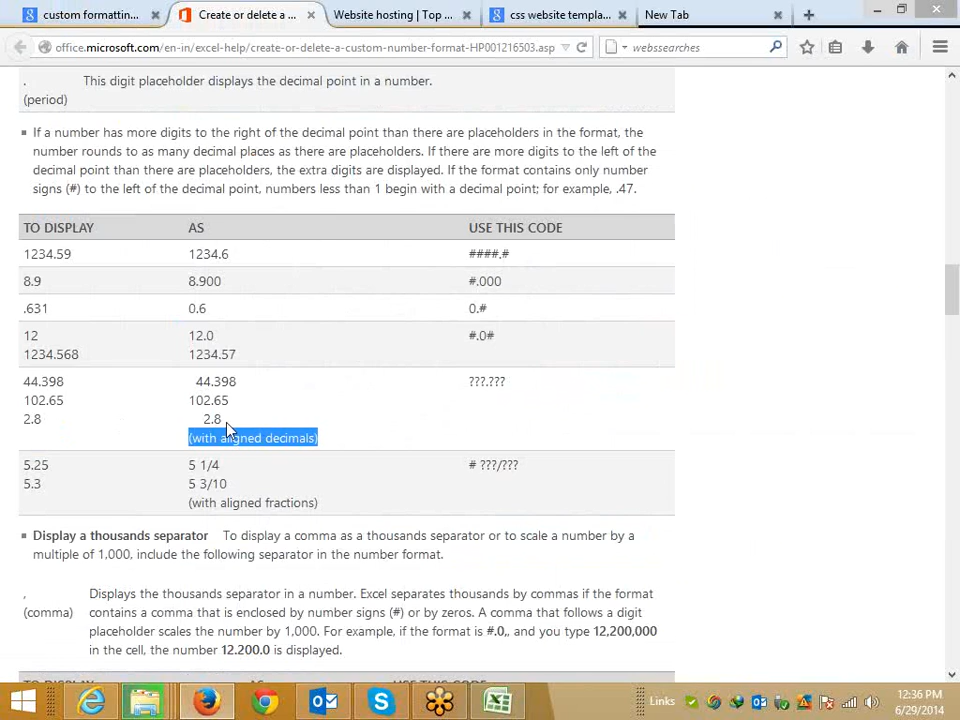 custom formattin... × Create or delete a ... × Website hosting | Top ... × css website templa... × New Tab × +
office.microsoft.com/en-in/excel-help/create-or-delete-a-custom-number-format-HP001216503.asp webssearches
. This digit placeholder displays the decimal point in a number.
(period)
If a number has more digits to the right of the decimal point than there are placeholders in the format, the
number rounds to as many decimal places as there are placeholders. If there are more digits to the left of the
decimal point than there are placeholders, the extra digits are displayed. If the format contains only number
signs (#) to the left of the decimal point, numbers less than 1 begin with a decimal point; for example, .47.
TO DISPLAY AS USE THIS CODE
1234.59 1234.6 ####.#
8.9 8.900 #.000
.631 0.6 0.#
12 12.0 #.0#
1234.568 1234.57
44.398 44.398 ???.???
102.65 102.65
2.8 2.8
(with aligned decimals)
5.25 5 1/4 # ???/???
5.3 5 3/10
(with aligned fractions)
Display a thousands separator To display a comma as a thousands separator or to scale a number by a
multiple of 1,000, include the following separator in the number format.
, Displays the thousands separator in a number. Excel separates thousands by commas if the format
(comma) contains a comma that is enclosed by number signs (#) or by zeros. A comma that follows a digit
placeholder scales the number by 1,000. For example, if the format is #.0,, and you type 12,200,000
in the cell, the number 12.200.0 is displayed.
TO DISPLAY AS USE THIS CODE
Links 12:36 PM
6/29/2014